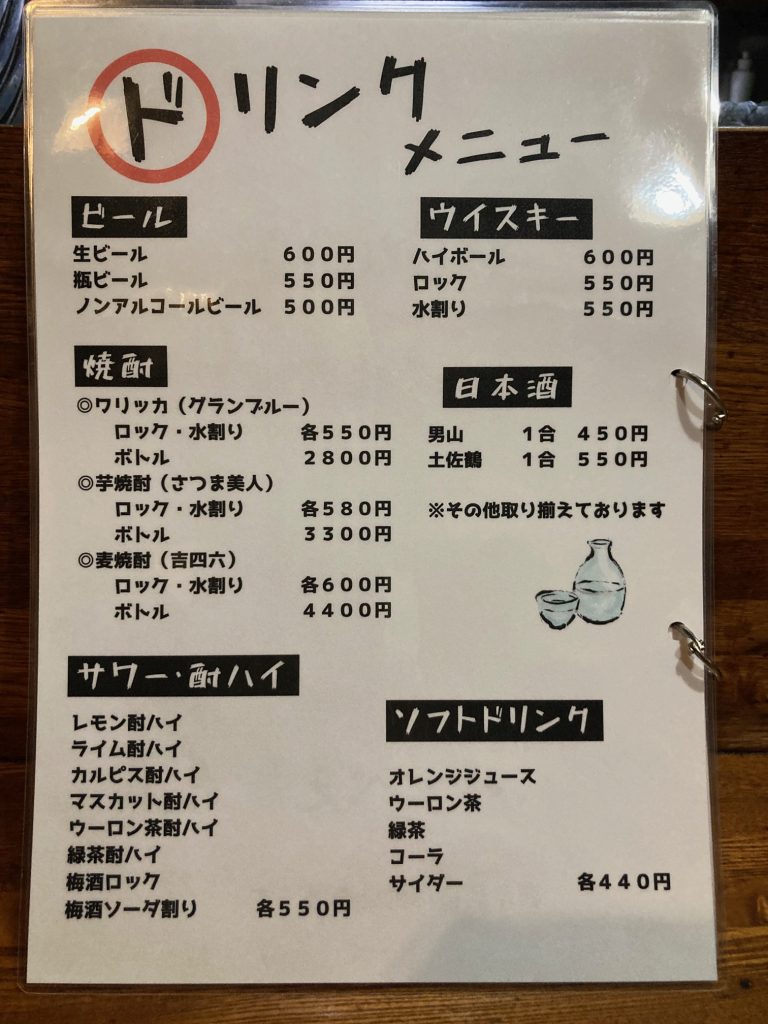 ドリンク
メニュー
ビール
生ビール ６００円
瓶ビール ５５０円
ノンアルコールビール ５００円
ウイスキー
ハイボール ６００円
ロック ５５０円
水割り ５５０円
焼酎
◎ワリッカ（グランブルー）
ロック・水割り 各５５０円
ボトル ２８００円
◎芋焼酎（さつま美人）
ロック・水割り 各５８０円
ボトル ３３００円
◎麦焼酎（吉四六）
ロック・水割り 各６００円
ボトル ４４００円
日本酒
男山 １合 ４５０円
土佐鶴 １合 ５５０円
※その他取り揃えております
サワー・酎ハイ
レモン酎ハイ
ライム酎ハイ
カルピス酎ハイ
マスカット酎ハイ
ウーロン茶酎ハイ
緑茶酎ハイ
梅酒ロック
梅酒ソーダ割り 各５５０円
ソフトドリンク
オレンジジュース
ウーロン茶
緑茶
コーラ
サイダー 各４４０円